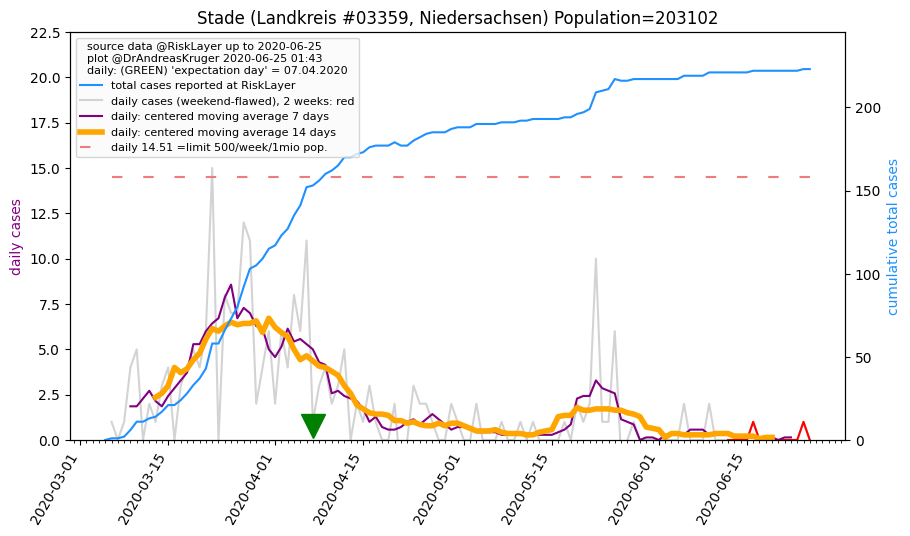 Stade (Landkreis #03359, Niedersachsen) Population=203102
source data @RiskLayer up to 2020-06-25
plot @DrAndreasKruger 2020-06-25 01:43
daily: (GREEN) 'expectation day' = 07.04.2020
total cases reported at RiskLayer
daily cases (weekend-flawed), 2 weeks: red
daily: centered moving average 7 days
daily: centered moving average 14 days
daily 14.51 =limit 500/week/1mio pop.
daily cases
22.5
20.0
17.5
15.0
12.5
10.0
7.5
5.0
2.5
0.0
cumulative total cases
200
150
100
50
0
2020-03-01
2020-03-15
2020-04-01
2020-04-15
2020-05-01
2020-05-15
2020-06-01
2020-06-15